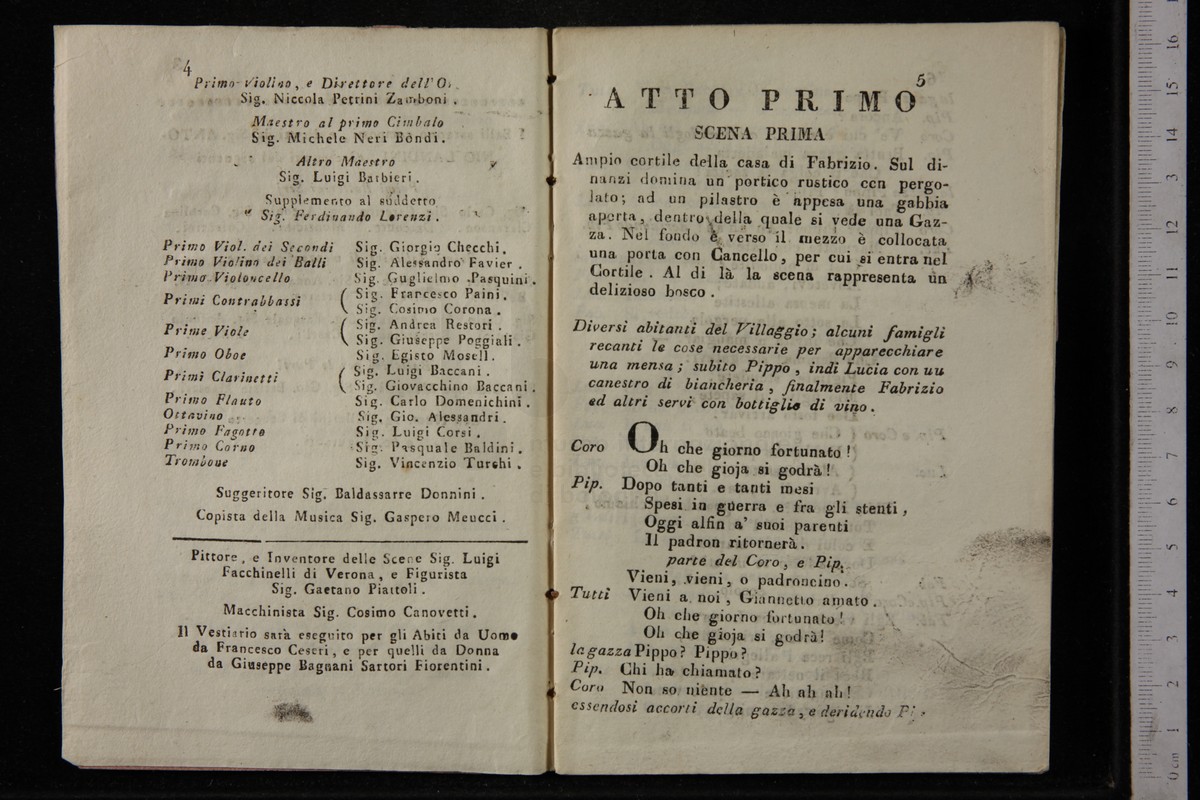 4
Primo Violino, e Direttore dell'O
Sig. Niccola Petrini Zamboni.
Maestro al primo Cimbalo
Sig. Michele Neri Bondi.
Altro Maestro
Sig. Luigi Barbieri.
Supplemento al suddetto
Sig. Ferdinando Lorenzi.
Primo Viol. dei Secondi Sig. Giorgio Checchi.
Primo Violino dei Balli Sig. Alessandro Favier.
Primo Violoncello Sig. Guglielmo Pasquini.
Primi Contrabbassi ( Sig. Francesco Paini.
( Sig. Cosimo Corona.
Prime Viole ( Sig. Andrea Restori.
( Sig. Giuseppe Poggiali.
Primo Oboe Sig. Egisto Mosell.
Primi Clarinetti ( Sig. Luigi Baccani.
( Sig. Giovacchino Baccani.
Primo Flauto Sig. Carlo Domenichini.
Ottavino Sig. Gio. Alessandri.
Primo Fagotto Sig. Luigi Corsi.
Primo Corno Sig. Pasquale Baldini.
Trombone Sig. Vincenzio Turchi.
Suggeritore Sig. Baldassarre Donnini.
Copista della Musica Sig. Gaspero Meucci.
Pittore, e Inventore delle Scene Sig. Luigi
Facchinelli di Verona, e Figurista
Sig. Gaetano Piattoli.
Macchinista Sig. Cosimo Canovetti.
Il Vestiario sarà eseguito per gli Abiti da Uomo
da Francesco Ceseri, e per quelli da Donna
da Giuseppe Bagnani Sartori Fiorentini.
5
ATTO PRIMO
SCENA PRIMA
Ampio cortile della casa di Fabrizio. Sul di-
nanzi domina un portico rustico con pergo-
lato; ad un pilastro è appesa una gabbia
aperta, dentro della quale si vede una Gaz-
za. Nel fondo e verso il mezzo è collocata
una porta con Cancello, per cui si entra nel
Cortile. Al di là la scena rappresenta un
delizioso bosco.
Diversi abitanti del Villaggio; alcuni famigli
recanti le cose necessarie per apparecchiare
una mensa; subito Pippo, indi Lucia con un
canestro di biancheria, finalmente Fabrizio
ed altri servi con bottiglie di vino.
Coro Oh che giorno fortunato!
Oh che gioja si godrà!
Pip. Dopo tanti e tanti mesi
Spesi in guerra e fra gli stenti,
Oggi alfin a' suoi parenti
Il padron ritornerà.
parte del Coro, e Pip.
Vieni, vieni, o padroncino.
Tutti Vieni a noi, Giannetto amato.
Oh che giorno fortunato!
Oh che gioja si godrà!
la gazza Pippo? Pippo?
Pip. Chi ha chiamato?
Coro Non so niente — Ah ah ah!
essendosi accorti della gazza, e deridendo